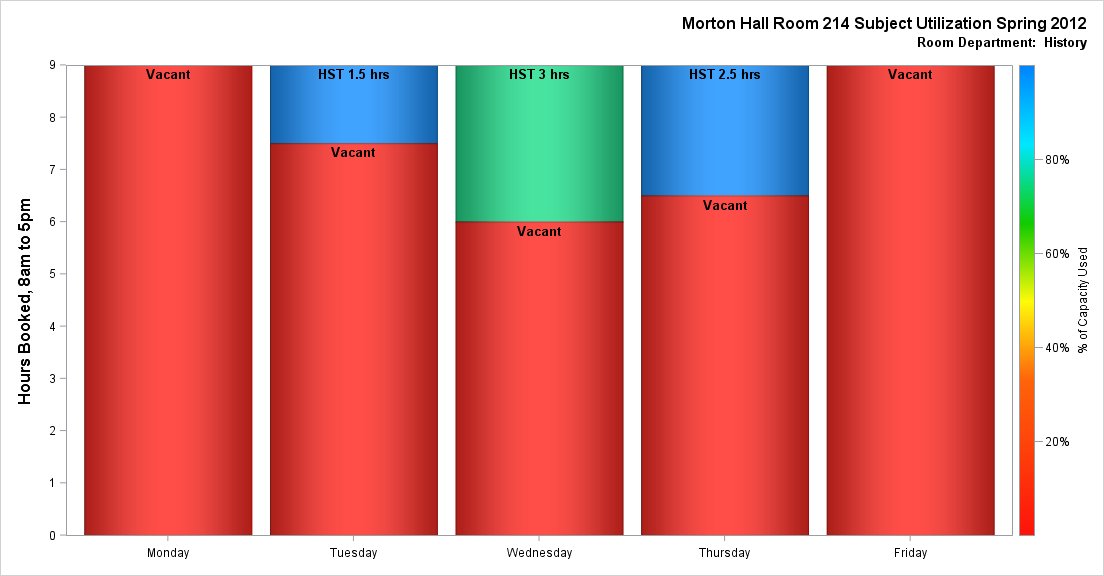 Morton Hall Room 214 Subject Utilization Spring 2012
Room Department: History
Hours Booked, 8am to 5pm
9
8
7
6
5
4
3
2
1
0
Vacant
HST 1.5 hrs
Vacant
HST 3 hrs
Vacant
HST 2.5 hrs
Vacant
Vacant
Monday
Tuesday
Wednesday
Thursday
Friday
80%
60%
40%
20%
% of Capacity Used